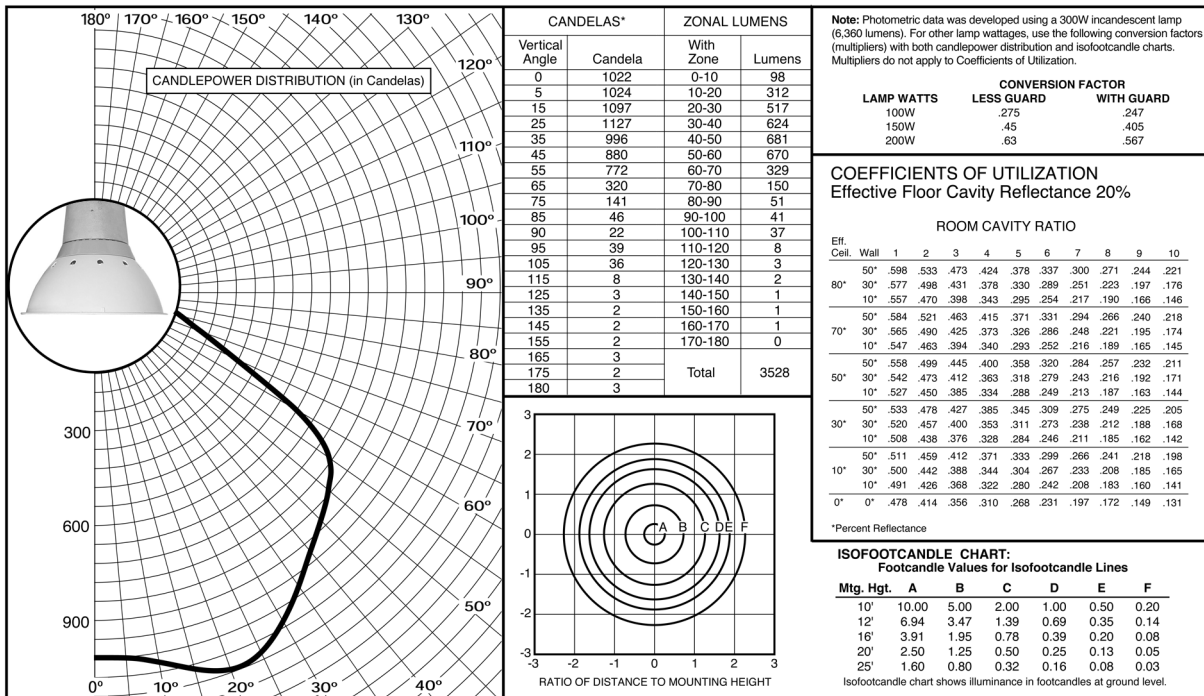 180º 170º 160º 150º 140º 130º
120º
CANDLEPOWER DISTRIBUTION (in Candelas)
110º
100º
90º
80º
70º
60º
50º
300
600
900
0º 10º 20º 30º 40º
CANDELAS* ZONAL LUMENS
Vertical Angle Candela With Zone Lumens
0 1022 0-10 98
5 1024 10-20 312
15 1097 20-30 517
25 1127 30-40 624
35 996 40-50 681
45 880 50-60 670
55 772 60-70 329
65 320 70-80 150
75 141 80-90 51
85 46 90-100 41
90 22 100-110 37
95 39 110-120 8
105 36 120-130 3
115 8 130-140 2
125 3 140-150 1
135 2 150-160 1
145 2 160-170 1
155 2 170-180 0
165 3
175 2 Total 3528
180 3
3
2
1
0
-1
-2
-3
A B C D E F
-3 -2 -1 0 1 2 3
RATIO OF DISTANCE TO MOUNTING HEIGHT
Note: Photometric data was developed using a 300W incandescent lamp
(6,360 lumens). For other lamp wattages, use the following conversion factors
(multipliers) with both candlepower distribution and isofootcandle charts.
Multipliers do not apply to Coefficients of Utilization.
CONVERSION FACTOR
LAMP WATTS LESS GUARD WITH GUARD
100W .275 .247
150W .45 .405
200W .63 .567
COEFFICIENTS OF UTILIZATION
Effective Floor Cavity Reflectance 20%
ROOM CAVITY RATIO
Eff.
Ceil. Wall 1 2 3 4 5 6 7 8 9 10
50* .598 .533 .473 .424 .378 .337 .300 .271 .244 .221
80* 30* .577 .498 .431 .378 .330 .289 .251 .223 .197 .176
10* .557 .470 .398 .343 .295 .254 .217 .190 .166 .146
50* .584 .521 .463 .415 .371 .331 .294 .266 .240 .218
70* 30* .565 .490 .425 .373 .326 .286 .248 .221 .195 .174
10* .547 .463 .394 .340 .293 .252 .216 .189 .165 .145
50* .558 .499 .445 .400 .358 .320 .284 .257 .232 .211
50* 30* .542 .473 .412 .363 .318 .279 .243 .216 .192 .171
10* .527 .450 .385 .334 .288 .249 .213 .187 .163 .144
50* .533 .478 .427 .385 .345 .309 .275 .249 .225 .205
30* 30* .520 .457 .400 .353 .311 .273 .238 .212 .188 .168
10* .508 .438 .376 .328 .284 .246 .211 .185 .162 .142
50* .511 .459 .412 .371 .333 .299 .266 .241 .218 .198
10* 30* .500 .442 .388 .344 .304 .267 .233 .208 .185 .165
10* .491 .426 .368 .322 .280 .242 .208 .183 .160 .141
0* 0* .478 .414 .356 .310 .268 .231 .197 .172 .149 .131
*Percent Reflectance
ISOFOOTCANDLE CHART:
Footcandle Values for Isofootcandle Lines
Mtg. Hgt. A B C D E F
10' 10.00 5.00 2.00 1.00 0.50 0.20
12' 6.94 3.47 1.39 0.69 0.35 0.14
16' 3.91 1.95 0.78 0.39 0.20 0.08
20' 2.50 1.25 0.50 0.25 0.13 0.05
25' 1.60 0.80 0.32 0.16 0.08 0.03
Isofootcandle chart shows illuminance in footcandles at ground level.